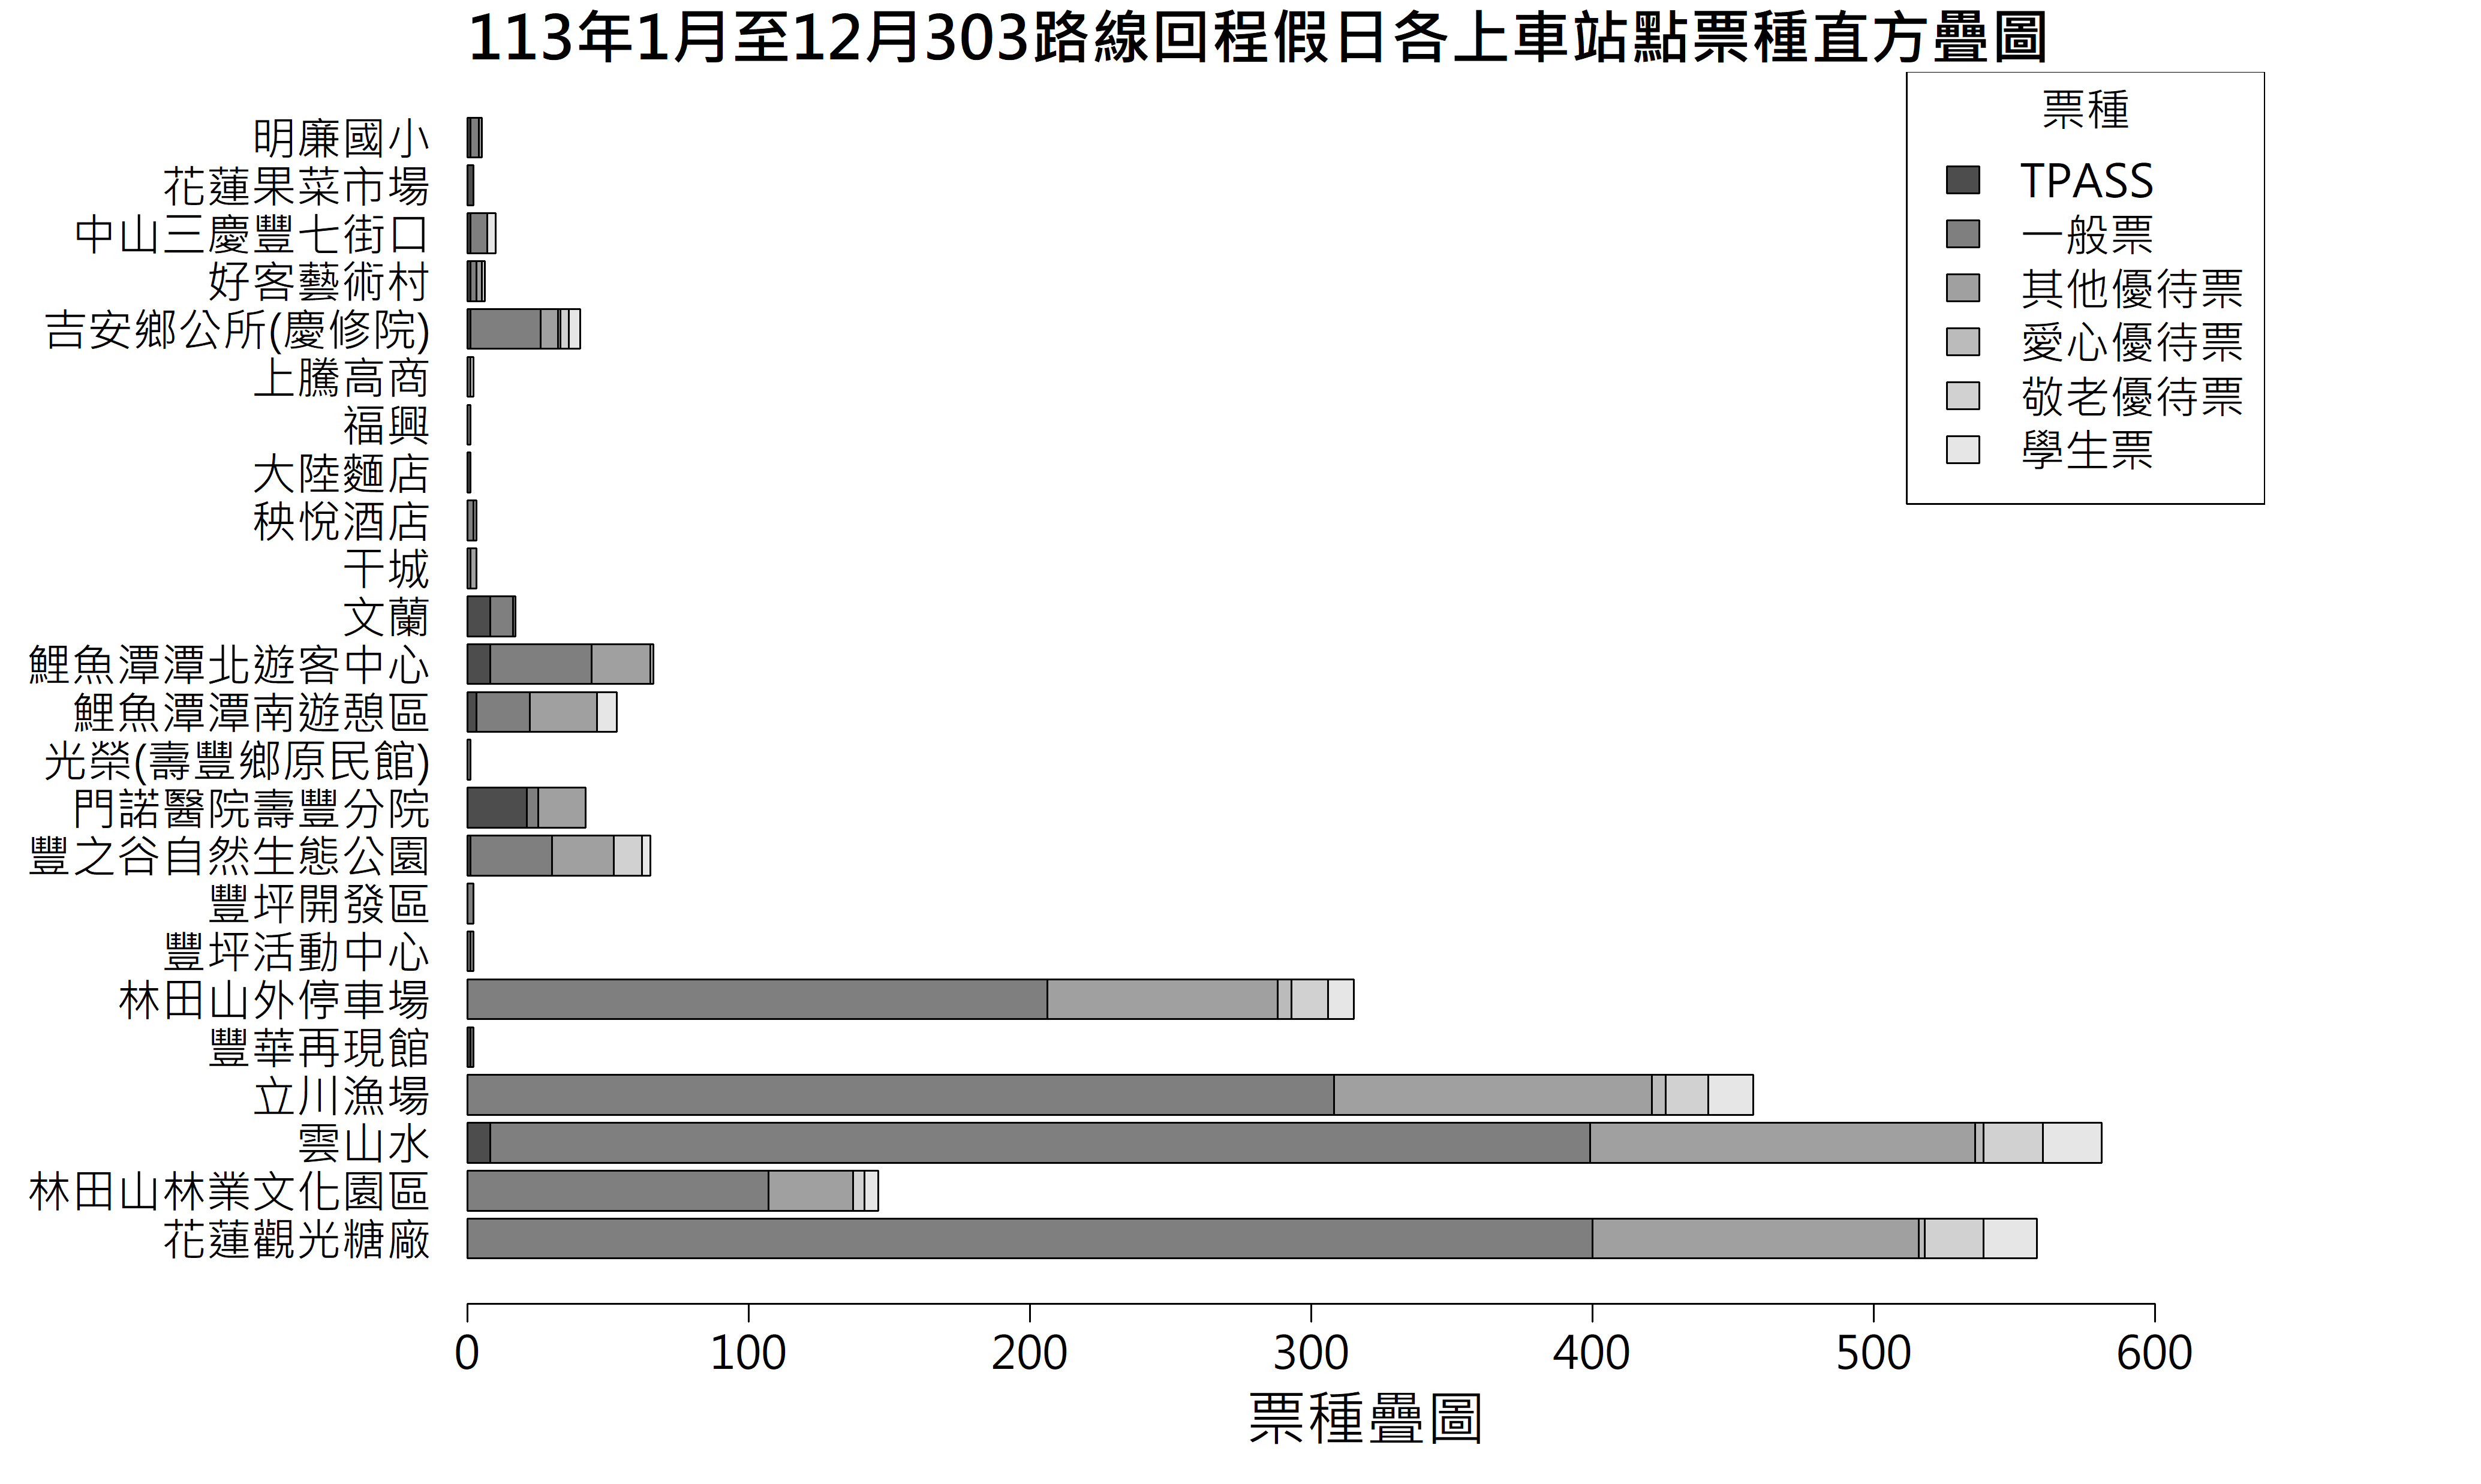 113年1月至12月303路線回程假日各上車站點票種直方疊圖
票種
TPASS
一般票
其他優待票
愛心優待票
敬老優待票
學生票
明廉國小
花蓮果菜市場
中山三慶豐七街口
好客藝術村
吉安鄉公所(慶修院)
上騰高商
福興
大陸麵店
秧悅酒店
干城
文蘭
鯉魚潭潭北遊客中心
鯉魚潭潭南遊憩區
光榮(壽豐鄉原民館)
門諾醫院壽豐分院
豐之谷自然生態公園
豐坪開發區
豐坪活動中心
林田山外停車場
豐華再現館
立川漁場
雲山水
林田山林業文化園區
花蓮觀光糖廠
0 100 200 300 400 500 600
票種疊圖